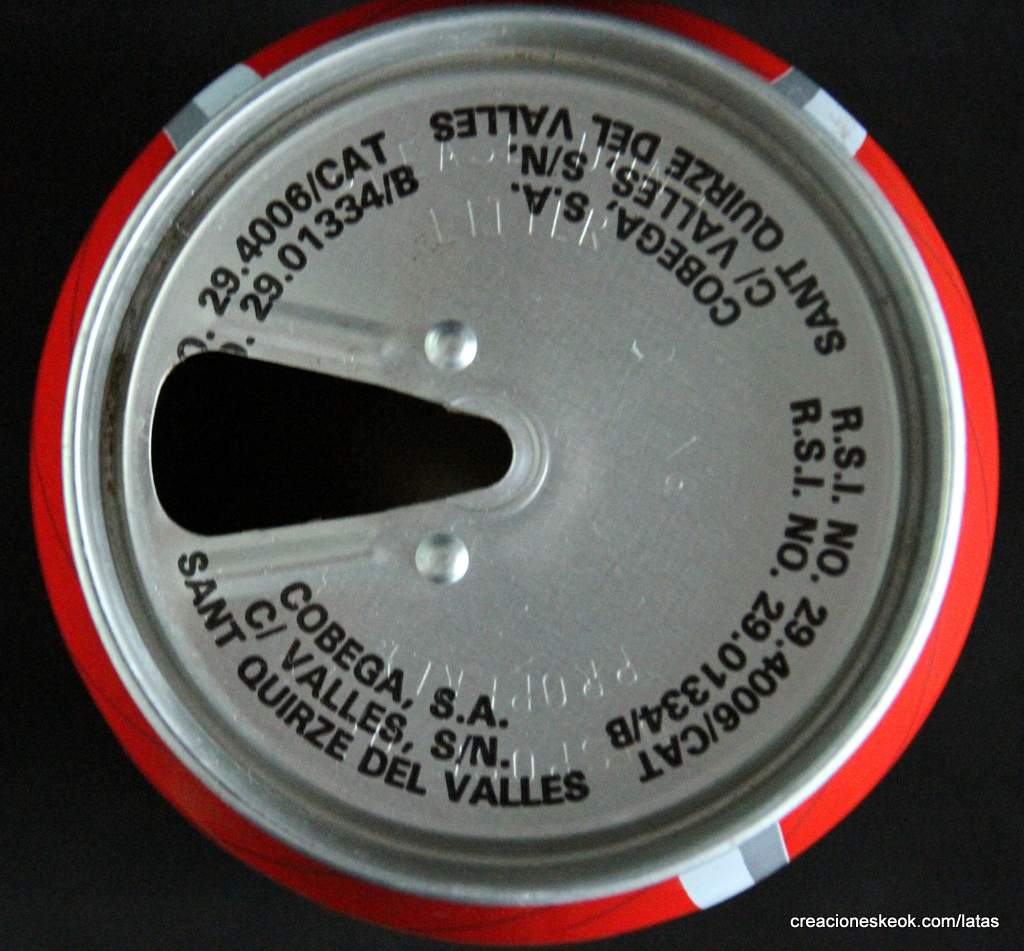 COBEGA, S.A.
C/ VALLES, S/N.
SANT QUIRZE DEL VALLES
R.S.I. NO. 29.4006/CAT
R.S.I. NO. 29.01334/B
COBEGA, S.A.
C/ VALLES, S/N.
SANT QUIRZE DEL VALLES
29.4006/CAT
29.01334/B
LITTER
creacioneskeok.com/latas